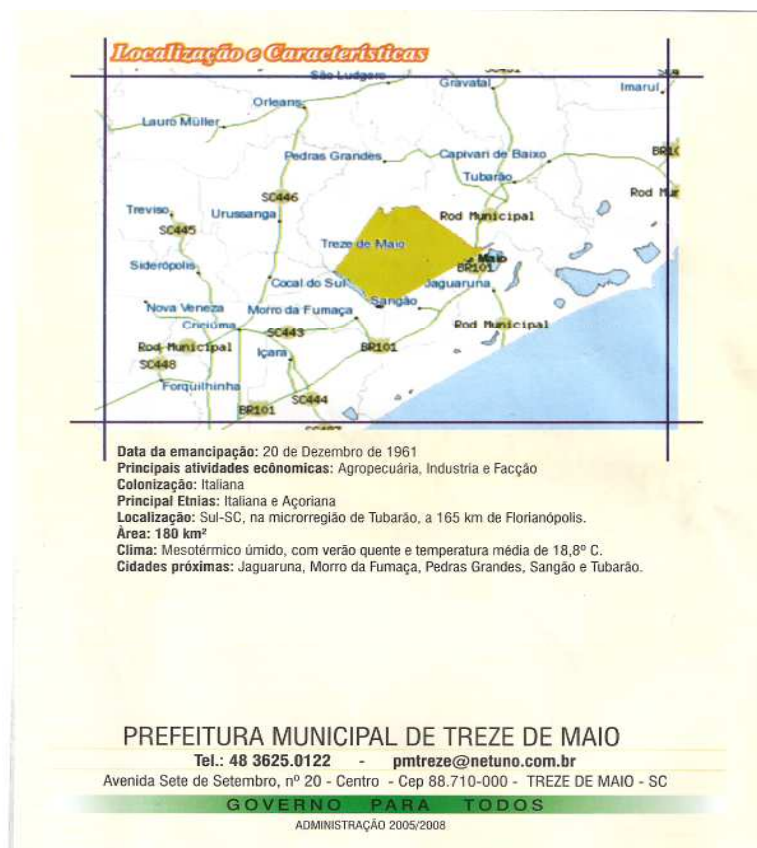 Localização e Características
São Ludgero
Gravatal
Imaruí
Orleans
Lauro Müller
Pedras Grandes
Capivari de Baixo
BR10
Tubarão
Rod Mun
SC446
Treviso
Urussanga
Rod Municipal
SC445
Treze de Maio
Maio
Siderópolis
BR101
Cocal do Sul
Jaguaruna
Sangão
Nova Veneza
Morro da Fumaça
Criciúma
SC443
Rod Municipal
Rod Municipal
Içara
BR101
SC448
Forquilhinha
SC444
BR101
Data da emancipação: 20 de Dezembro de 1961
Principais atividades ecônomicas: Agropecuária, Industria e Facção
Colonização: Italiana
Principal Etnias: Italiana e Açoriana
Localização: Sul-SC, na microrregião de Tubarão, a 165 km de Florianópolis.
Àrea: 180 km²
Clima: Mesotérmico úmido, com verão quente e temperatura média de 18,8º C.
Cidades próximas: Jaguaruna, Morro da Fumaça, Pedras Grandes, Sangão e Tubarão.
PREFEITURA MUNICIPAL DE TREZE DE MAIO
Tel.: 48 3625.0122 - pmtreze@netuno.com.br
Avenida Sete de Setembro, nº 20 - Centro - Cep 88.710-000 - TREZE DE MAIO - SC
GOVERNO PARA TODOS
ADMINISTRAÇÃO 2005/2008